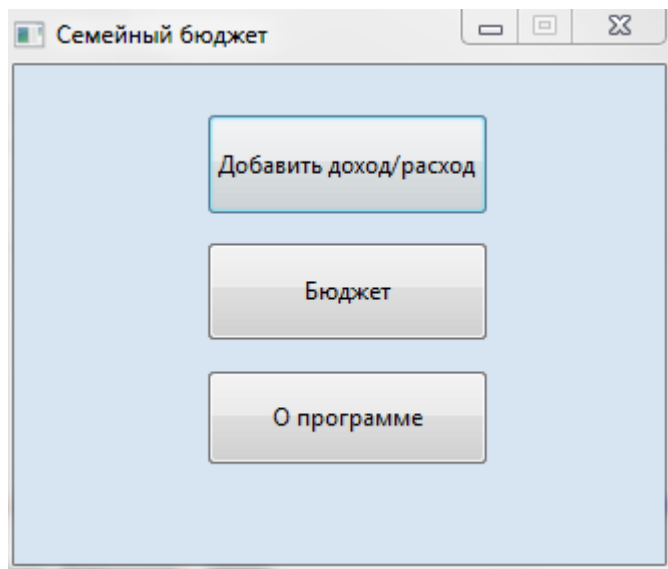 Семейный бюджет
Добавить доход/расход
Бюджет
О программе